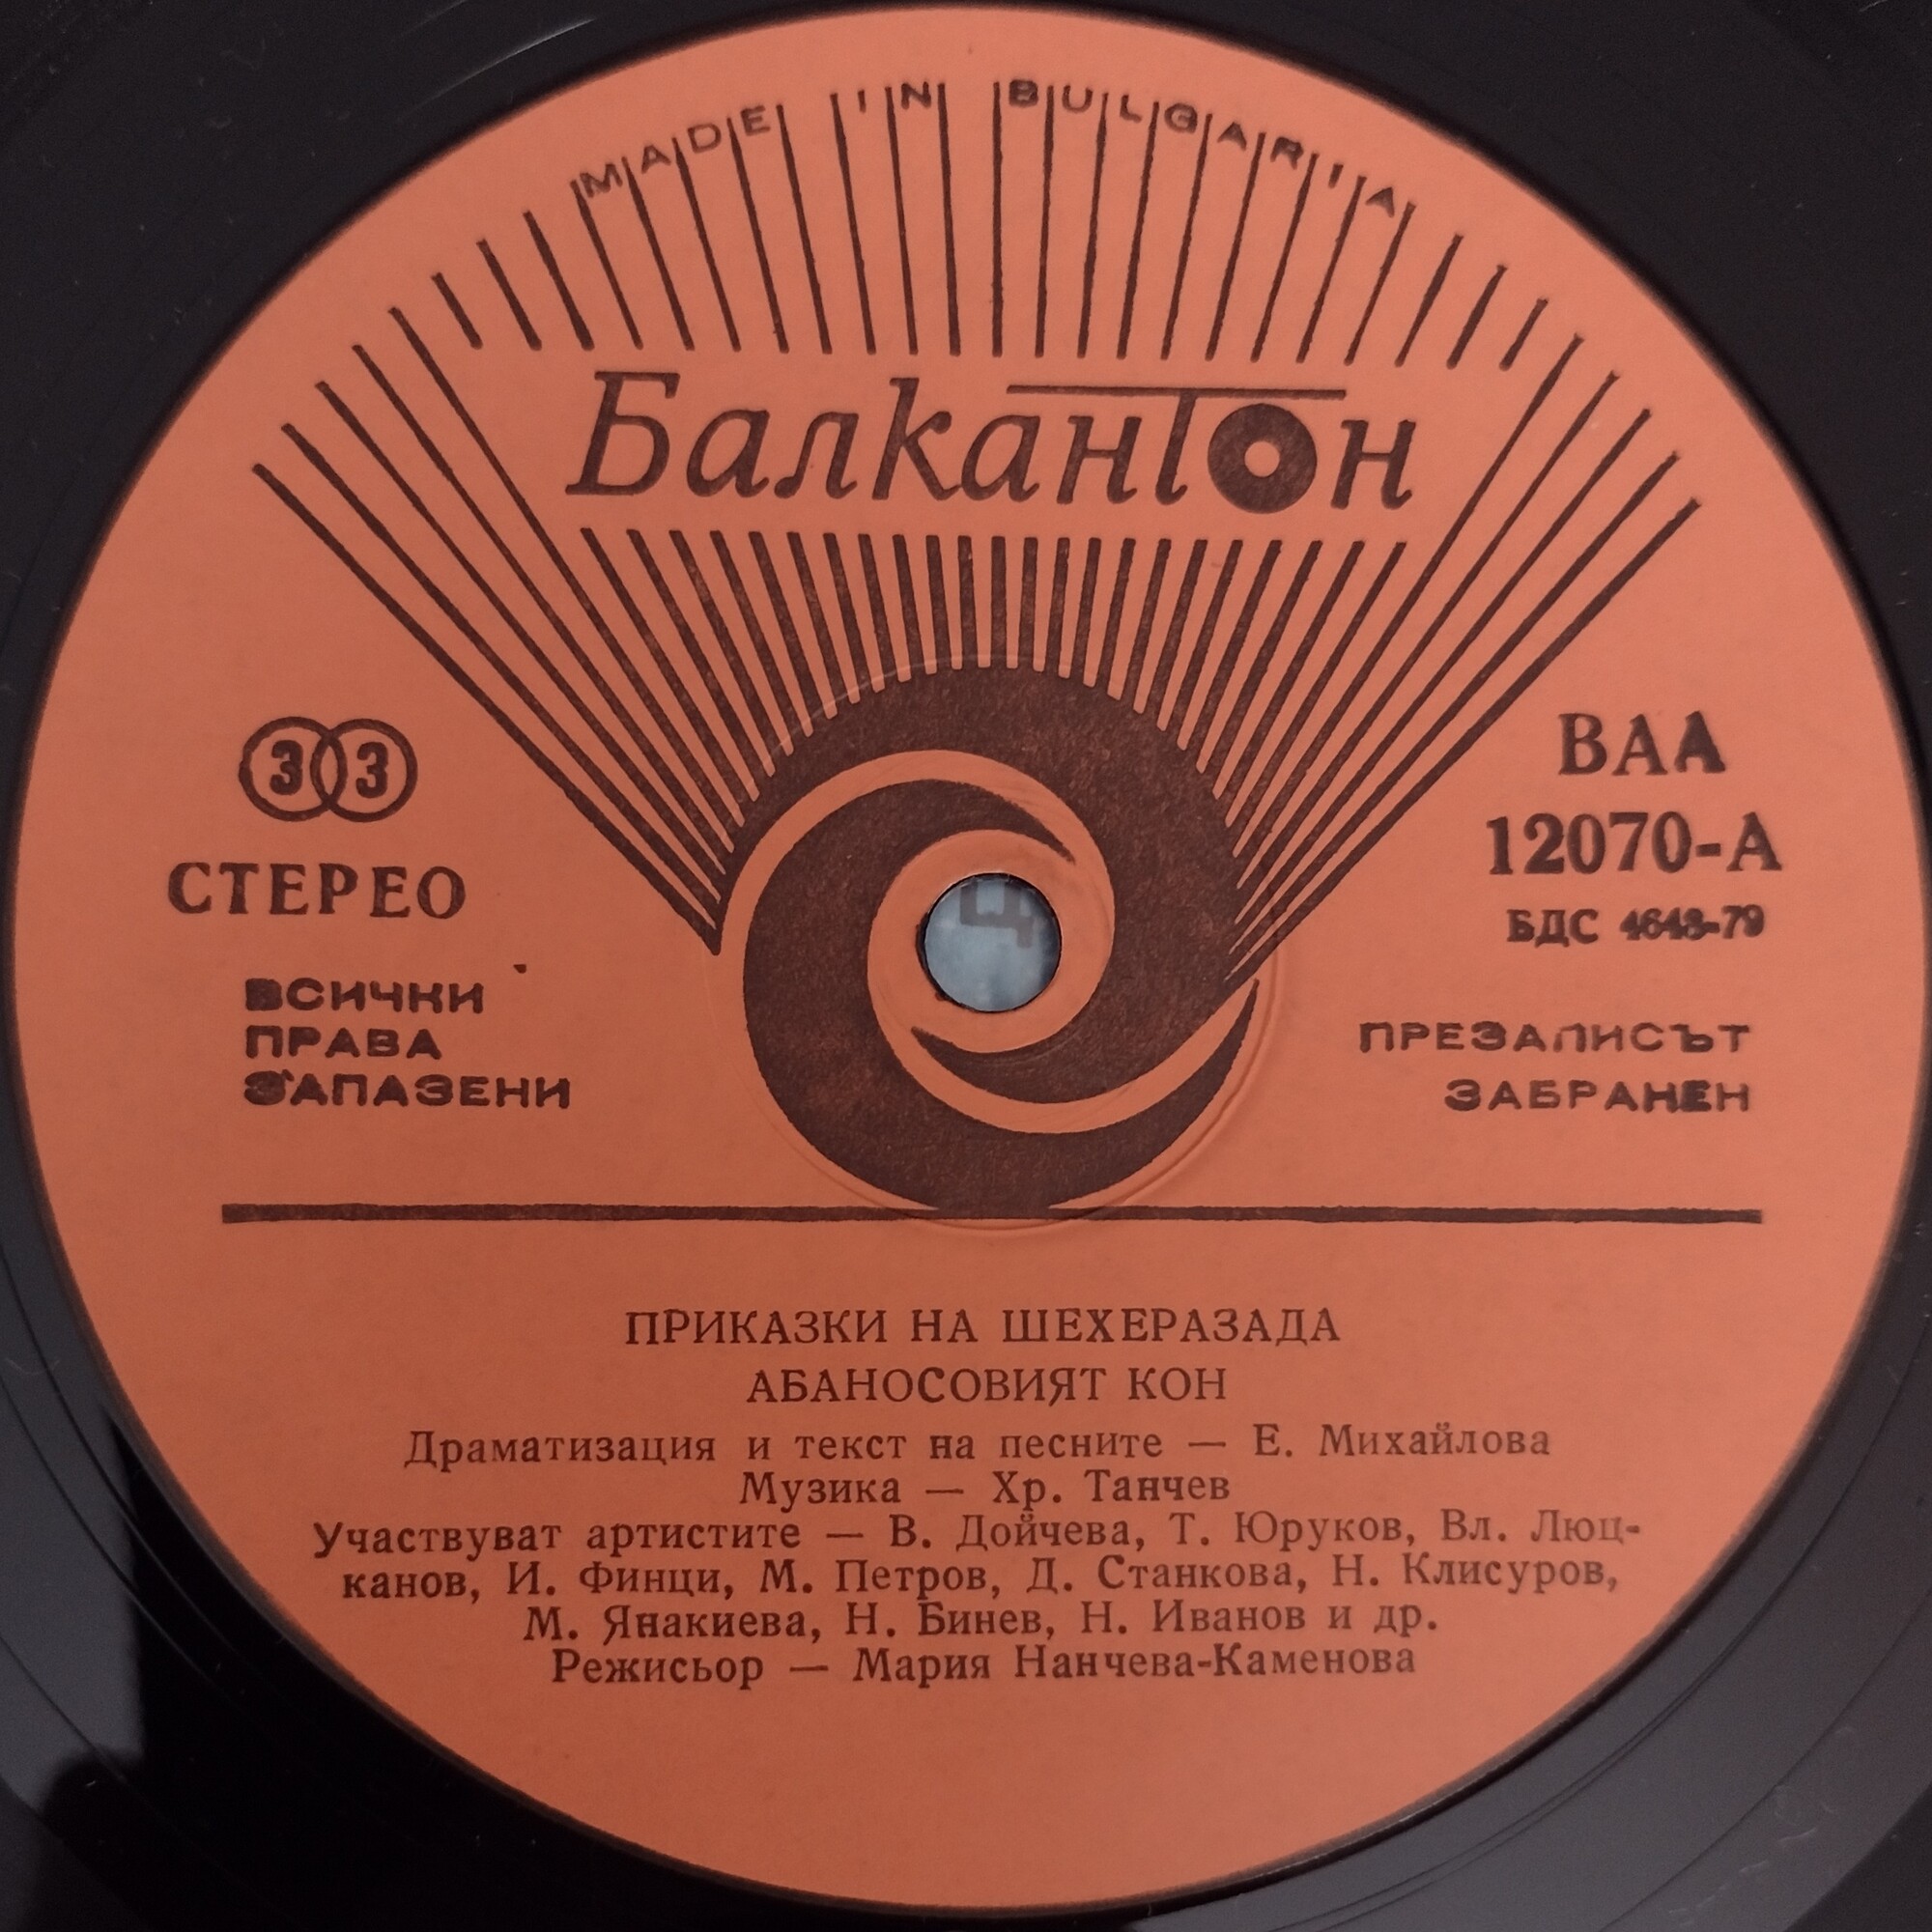 MADE IN BULGARIA
Балкантон
33
СТЕРЕО
ВСИЧКИ
ПРАВА
ЗАПАЗЕНИ
ВАА
12070-А
БДС 4648-79
ПРЕЗАПИСЪТ
ЗАБРАНЕН
ПРИКАЗКИ НА ШЕХЕРАЗАДА
АБАНОСОВИЯТ КОН
Драматизация и текст на песните — Е. Михайлова
Музика — Хр. Танчев
Участвуват артистите — В. Дойчева, Т. Юруков, Вл. Люц-
канов, И. Финци, М. Петров, Д. Станкова, Н. Клисуров,
М. Янакиева, Н. Бинев, Н. Иванов и др.
Режисьор — Мария Нанчева-Каменова